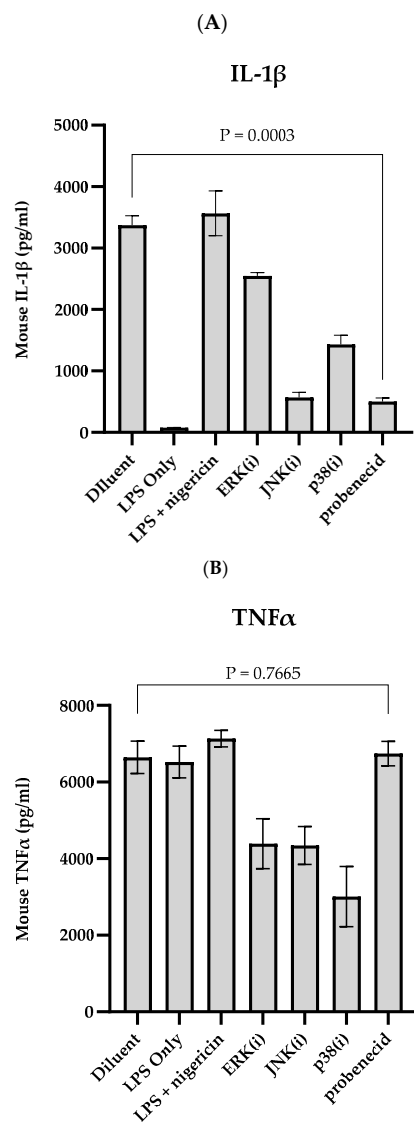 (A)
IL-1β
5000
P = 0.0003
4000
3000
2000
1000
0
Mouse IL-1β (pg/ml)
DIluent
LPS Only
LPS + nigericin
ERK(i)
JNK(i)
p38(i)
probenecid
(B)
TNFα
P = 0.7665
8000
6000
4000
2000
0
Mouse TNFα (pg/ml)
Diluent
LPS Only
LPS + nigericin
ERK(i)
JNK(i)
p38(i)
probenecid